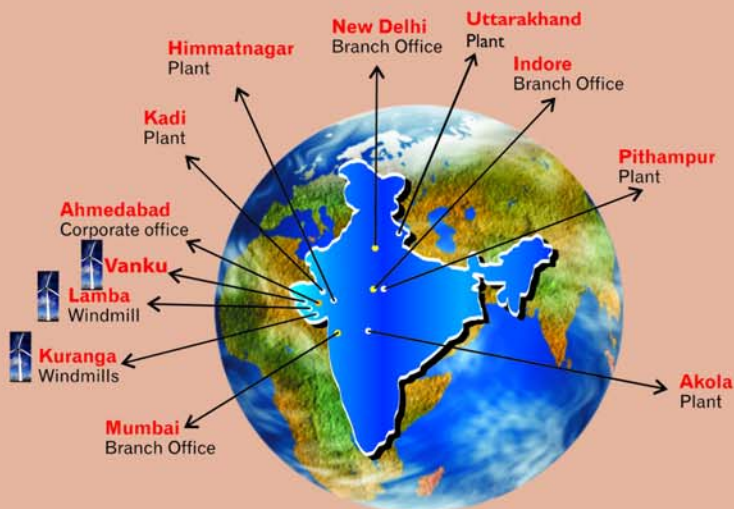 New Delhi
Branch Office
Uttarakhand
Plant
Himmatnagar
Plant
Indore
Branch Office
Kadi
Plant
Pithampur
Plant
Ahmedabad
Corporate office
Vanku
Lamba
Windmill
Kuranga
Windmills
Akola
Plant
Mumbai
Branch Office